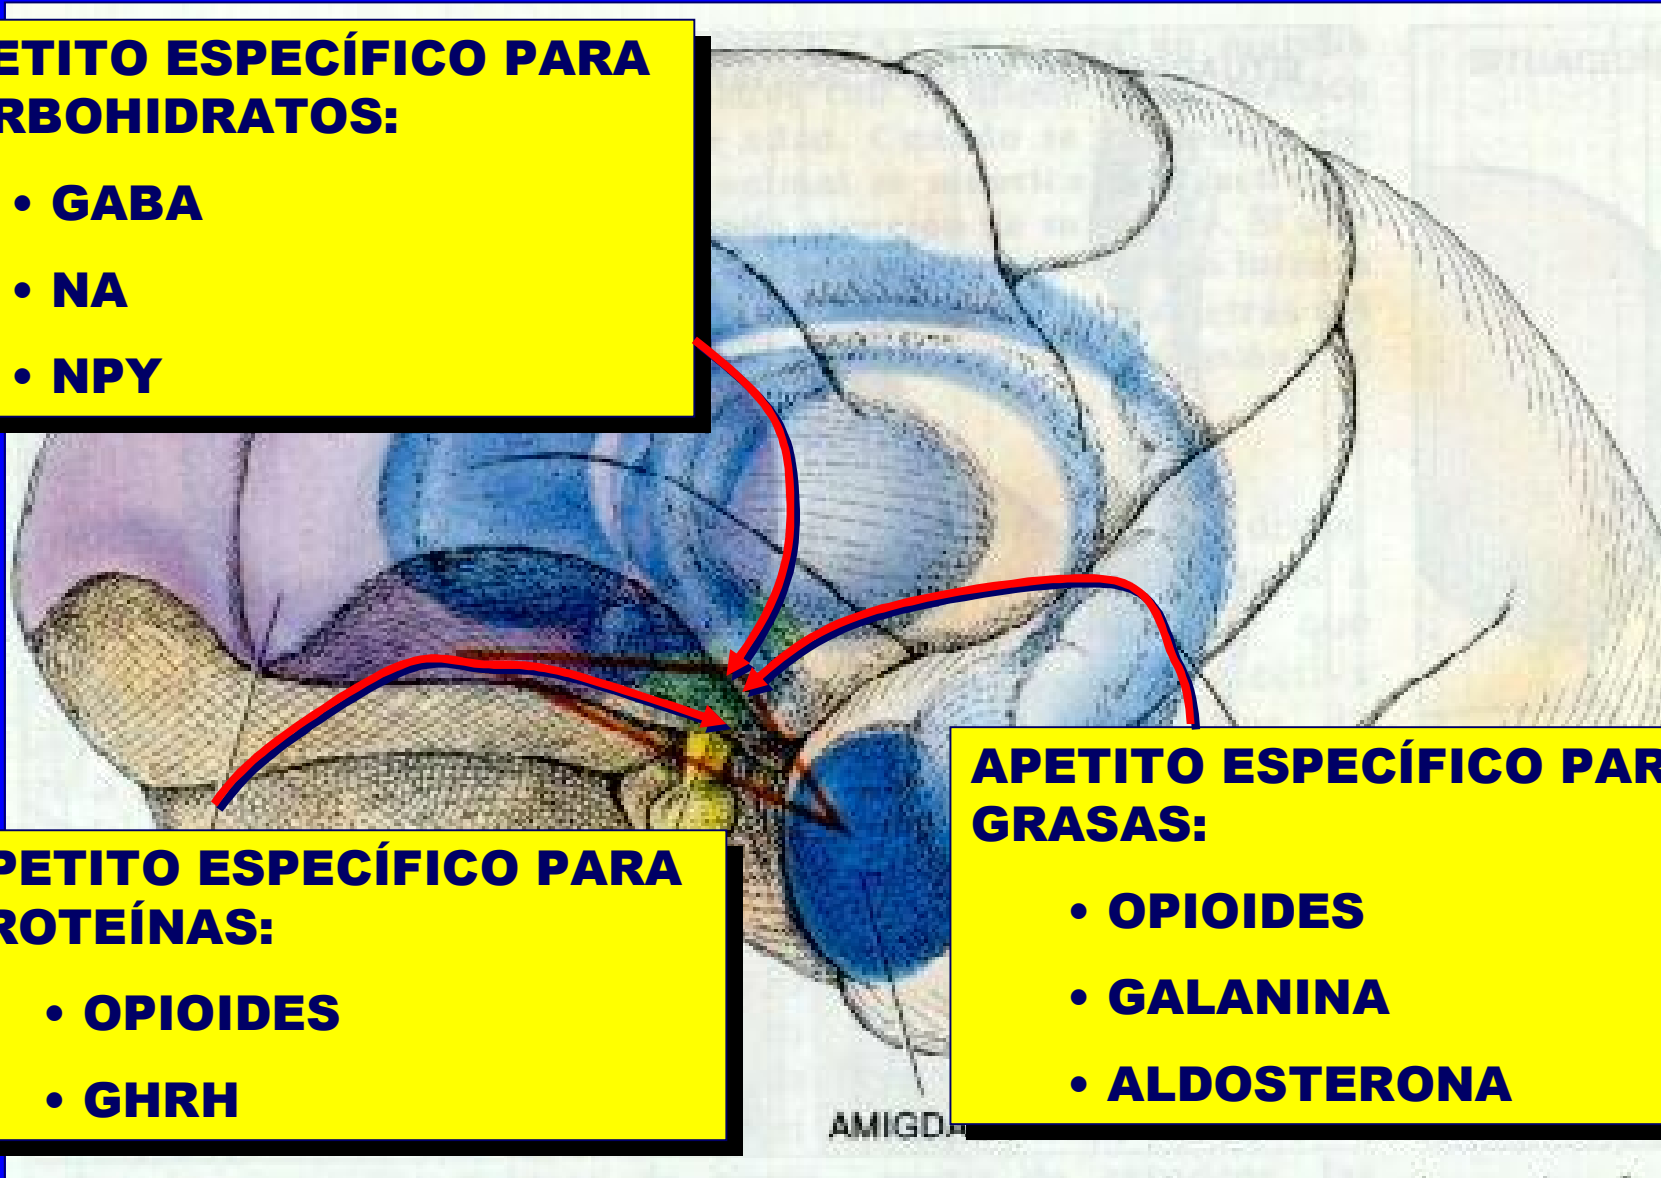 ETITO ESPECÍFICO PARA
RBOHIDRATOS:
• GABA
• NA
• NPY
PETITO ESPECÍFICO PARA
ROTEÍNAS:
• OPIOIDES
• GHRH
APETITO ESPECÍFICO PAR
GRASAS:
• OPIOIDES
• GALANINA
• ALDOSTERONA
AMIGDA